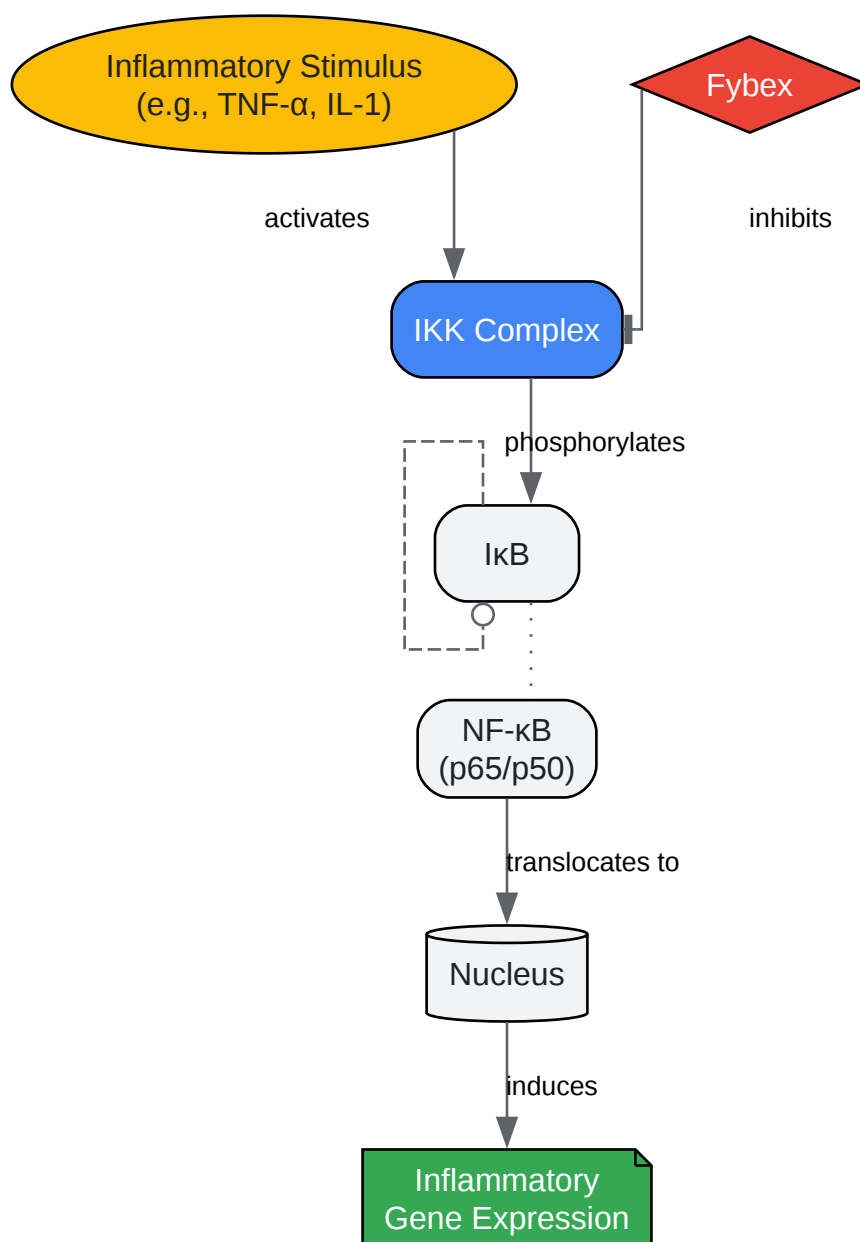 Inflammatory Stimulus
(e.g., TNF-α, IL-1)
Fybex
activates
inhibits
IKK Complex
phosphorylates
IκB
NF-κB
(p65/p50)
translocates to
Nucleus
induces
Inflammatory
Gene Expression